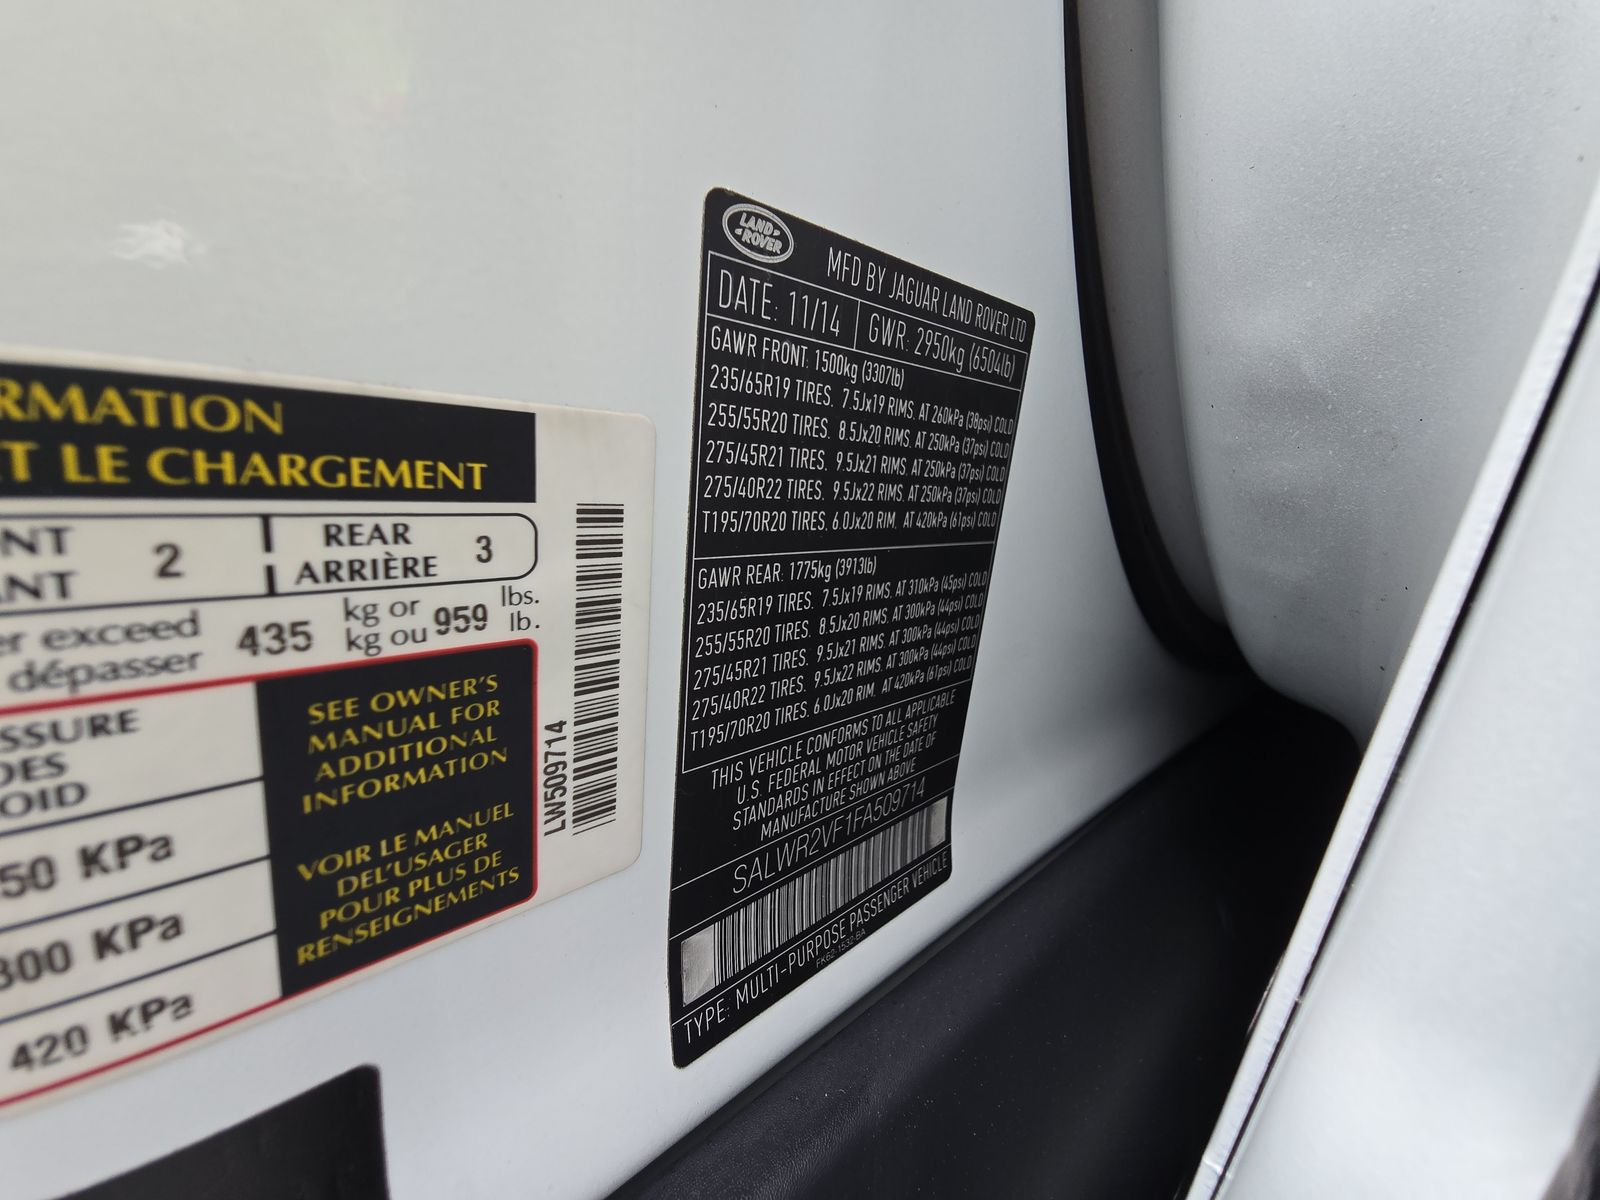 RMATION
ET LE CHARGEMENT
2
REAR
ARRIÈRE
3
er exceed
dépasser
435
kg or
kg ou
959
lbs.
lb.
SSURE
DES
OID
50 KPa
300 KPa
420 KPa
SEE OWNER'S
MANUAL FOR
ADDITIONAL
INFORMATION
VOIR LE MANUEL
DEL'USAGER
POUR PLUS DE
RENSEIGNEMENTS
LW509714
LAND
ROVER
MFD BY JAGUAR LAND ROVER LTD
DATE: 11/14
GWR: 2950kg (6504lb)
GAWR FRONT: 1500kg (3307lb)
235/65R19 TIRES. 7.5Jx19 RIMS. AT 260kPa (38psi) COLD
255/55R20 TIRES. 8.5Jx20 RIMS. AT 250kPa (37psi) COLD
275/45R21 TIRES. 9.5Jx21 RIMS. AT 250kPa (37psi) COLD
275/40R22 TIRES. 9.5Jx22 RIMS. AT 250kPa (37psi) COLD
T195/70R20 TIRES. 6.0Jx20 RIM. AT 420kPa (61psi) COLD
GAWR REAR: 1775kg (3913lb)
235/65R19 TIRES. 7.5Jx19 RIMS. AT 310kPa (45psi) COLD
255/55R20 TIRES. 8.5Jx20 RIMS. AT 300kPa (44psi) COLD
275/45R21 TIRES. 9.5Jx21 RIMS. AT 300kPa (44psi) COLD
275/40R22 TIRES. 9.5Jx22 RIMS. AT 300kPa (44psi) COLD
T195/70R20 TIRES. 6.0Jx20 RIM. AT 420kPa (61psi) COLD
THIS VEHICLE CONFORMS TO ALL APPLICABLE
U.S. FEDERAL MOTOR VEHICLE SAFETY
STANDARDS IN EFFECT ON THE DATE OF
MANUFACTURE SHOWN ABOVE
SALWR2VF1FA509714
TYPE: MULTI-PURPOSE PASSENGER VEHICLE
FK62-1532-BA